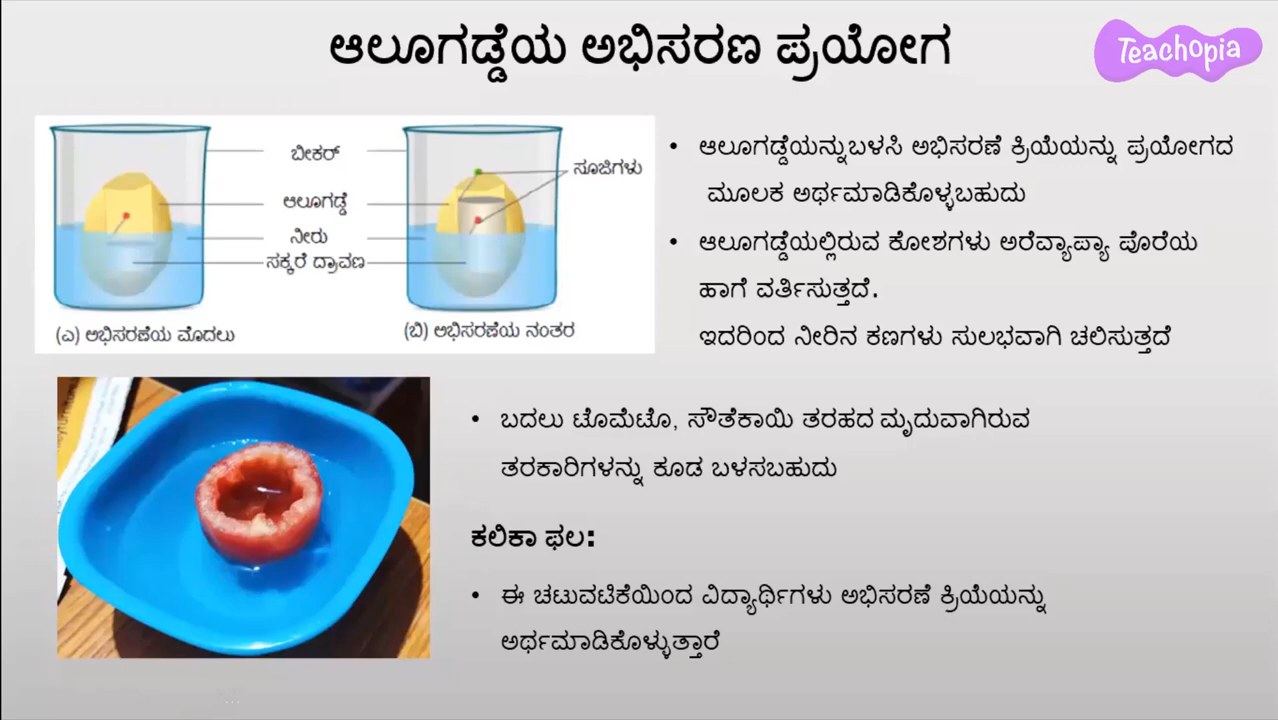 ಆಲೂಗಡ್ಡೆಯ ಅಭಿಸರಣ ಪ್ರಯೋಗ
Teachopia
ಬೀಕರ್
ಸೂಜಿಗಳು
ಆಲೂಗಡ್ಡೆ
ನೀರು
ಸಕ್ಕರೆ ದ್ರಾವಣ
(ಎ) ಅಭಿಸರಣೆಯ ಮೊದಲು
(ಬಿ) ಅಭಿಸರಣೆಯ ನಂತರ
• ಆಲೂಗಡ್ಡೆಯನ್ನುಬಳಸಿ ಅಭಿಸರಣೆ ಕ್ರಿಯೆಯನ್ನು ಪ್ರಯೋಗದ
ಮೂಲಕ ಅರ್ಥಮಾಡಿಕೊಳ್ಳಬಹುದು
• ಆಲೂಗಡ್ಡೆಯಲ್ಲಿರುವ ಕೋಶಗಳು ಅರೆವ್ಯಾಪ್ಯಾ ಪೊರೆಯ
ಹಾಗೆ ವರ್ತಿಸುತ್ತದೆ.
ಇದರಿಂದ ನೀರಿನ ಕಣಗಳು ಸುಲಭವಾಗಿ ಚಲಿಸುತ್ತದೆ
• ಬದಲು ಟೊಮೆಟೊ, ಸೌತೆಕಾಯಿ ತರಹದ ಮೃದುವಾಗಿರುವ
ತರಕಾರಿಗಳನ್ನು ಕೂಡ ಬಳಸಬಹುದು
ಕಲಿಕಾ ಫಲ:
• ಈ ಚಟುವಟಿಕೆಯಿಂದ ವಿದ್ಯಾರ್ಥಿಗಳು ಅಭಿಸರಣೆ ಕ್ರಿಯೆಯನ್ನು
ಅರ್ಥಮಾಡಿಕೊಳ್ಳುತ್ತಾರೆ